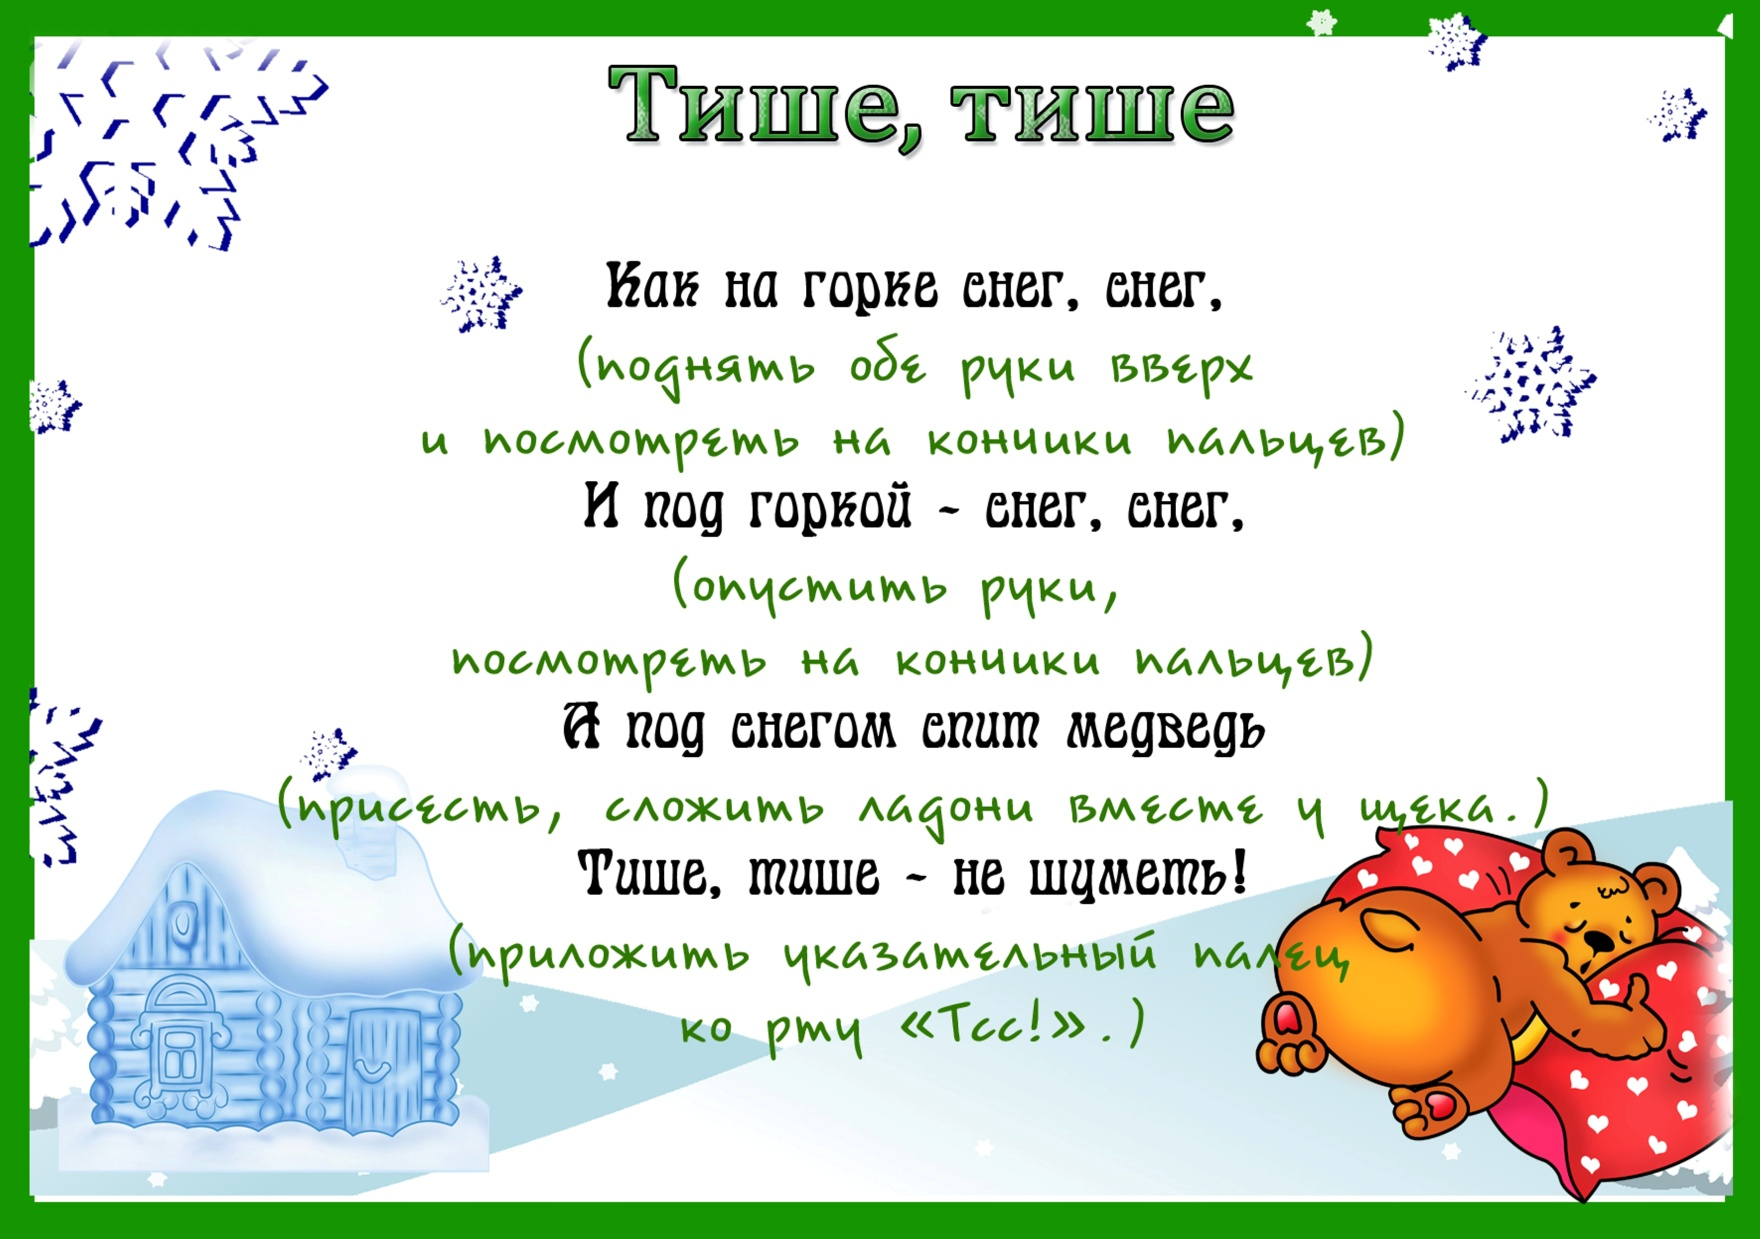 Тише, тише
Как на горке снег, снег,
(поднять обе руки вверх
и посмотреть на кончики пальцев)
И под горкой - снег, снег,
(опустить руки,
посмотреть на кончики пальцев)
А под снегом спит медведь
(присесть, сложить ладони вместе у щека.)
Тише, тише - не шуметь!
(приложить указательный палец
ко рту «Тсс!».)